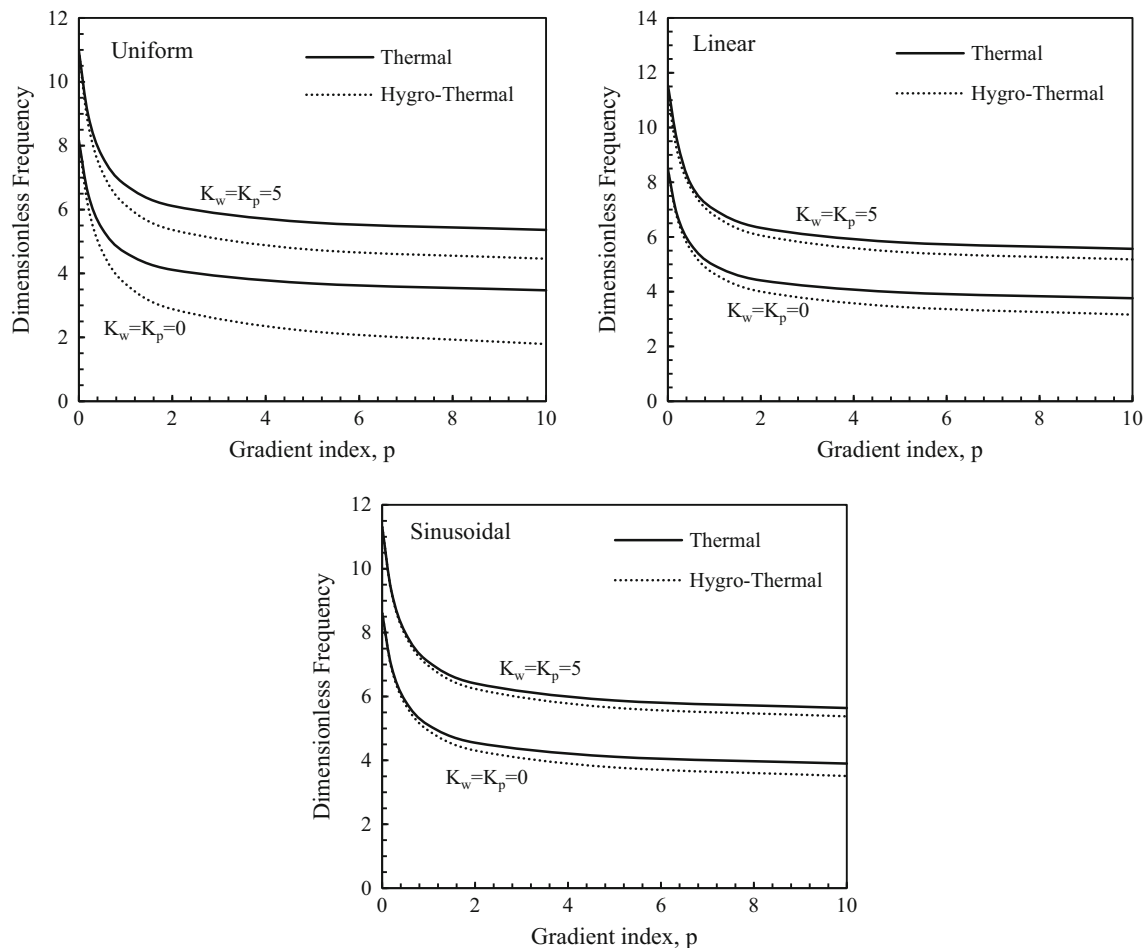 Uniform
Thermal
Hygro-Thermal
K_w=K_p=5
K_w=K_p=0
Dimensionless Frequency
12
10
8
6
4
2
0
0 2 4 6 8 10
Gradient index, p
Linear
Thermal
Hygro-Thermal
K_w=K_p=5
K_w=K_p=0
Dimensionless Frequency
14
12
10
8
6
4
2
0
0 2 4 6 8 10
Gradient index, p
Sinusoidal
Thermal
Hygro-Thermal
K_w=K_p=5
K_w=K_p=0
Dimensionless Frequency
12
10
8
6
4
2
0
0 2 4 6 8 10
Gradient index, p